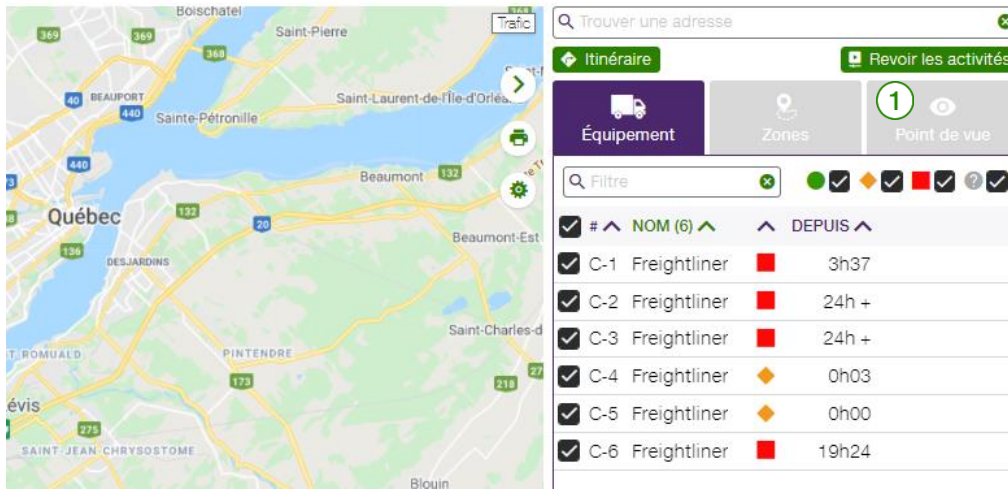 Boischatel
369
369
Saint-Pierre
Trafic
368
40
BEAUPORT
440
Saint-Laurent-de-l'Île-d'Orléa
Sainte-Pétronille
440
Beaumont
132
73
Québec
132
20
Beaumont-Est
136
DESJARDINS
Saint-Charles-d
T-ROMUALD
PINTENDRE
173
218
27
évis
275
SAINT-JEAN-CHRYSOSTOME
Blouin
Trouver une adresse
Itinéraire
Revoir les activités
1
Équipement
Zones
Point de vue
Filtre
?
# NOM (6) DEPUIS
C-1 Freightliner 3h37
C-2 Freightliner 24h +
C-3 Freightliner 24h +
C-4 Freightliner 0h03
C-5 Freightliner 0h00
C-6 Freightliner 19h24